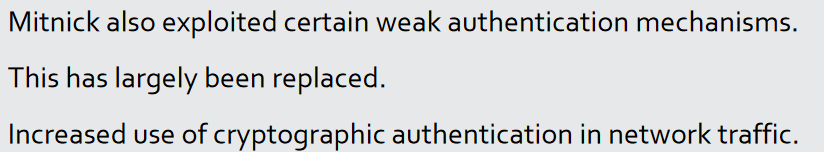 Mitnick also exploited certain weak authentication mechanisms.
This has largely been replaced.
Increased use of cryptographic authentication in network traffic.